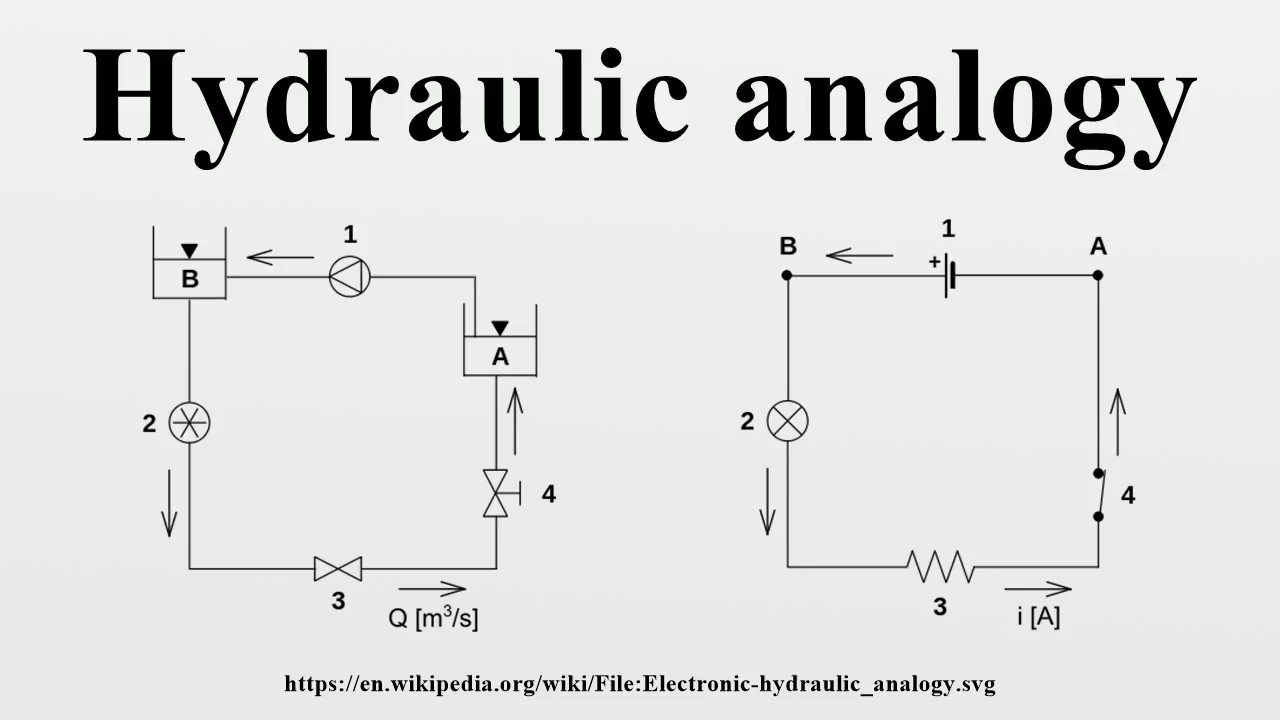 Hydraulic analogy
1
B
A
2
4
3
Q [m³/s]
1
B
A
+
2
4
3
i [A]
https://en.wikipedia.org/wiki/File:Electronic-hydraulic_analogy.svg